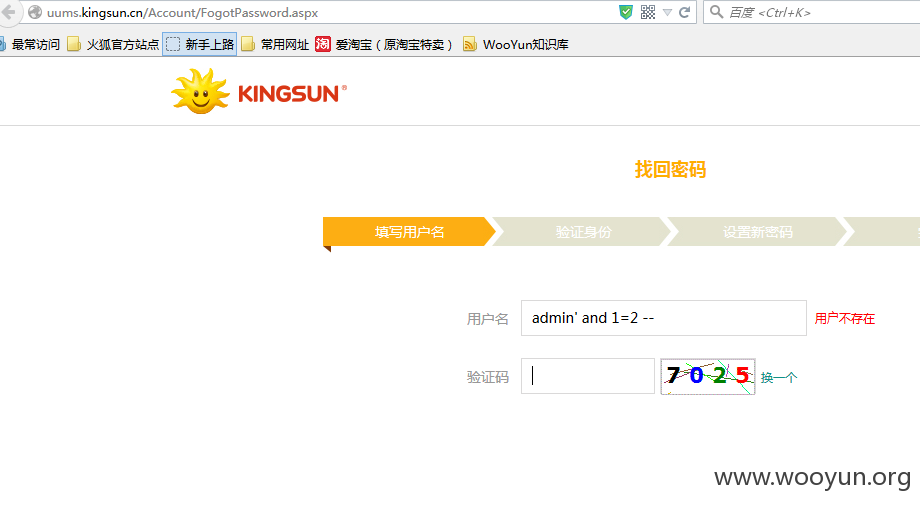 uums.kingsun.cn/Account/FogotPassword.aspx
百度 <Ctrl+K>
最常访问 火狐官方站点 新手上路 常用网址 淘 爱淘宝（原淘宝特卖） WooYun知识库
KINGSUN®
找回密码
填写用户名 验证身份 设置新密码
用户名 admin' and 1=2 -- 用户不存在
验证码 7025 换一个
www.wooyun.org